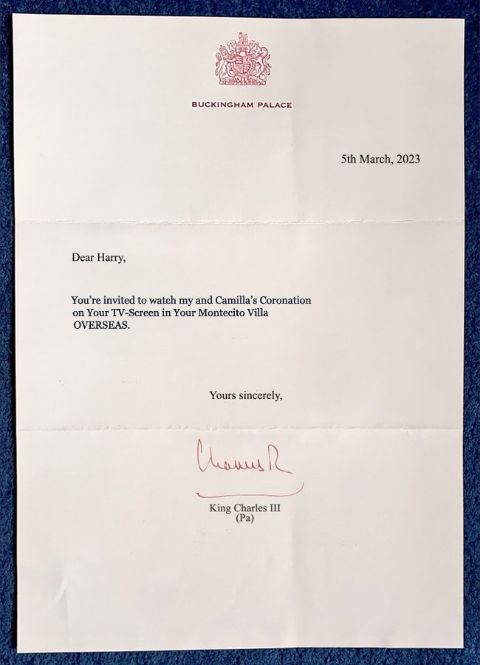 BUCKINGHAM PALACE
5th March, 2023
Dear Harry,
You're invited to watch my and Camilla's Coronation
on Your TV-Screen in Your Montecito Villa
OVERSEAS.
Yours sincerely,
Charles R
King Charles III
(Pa)